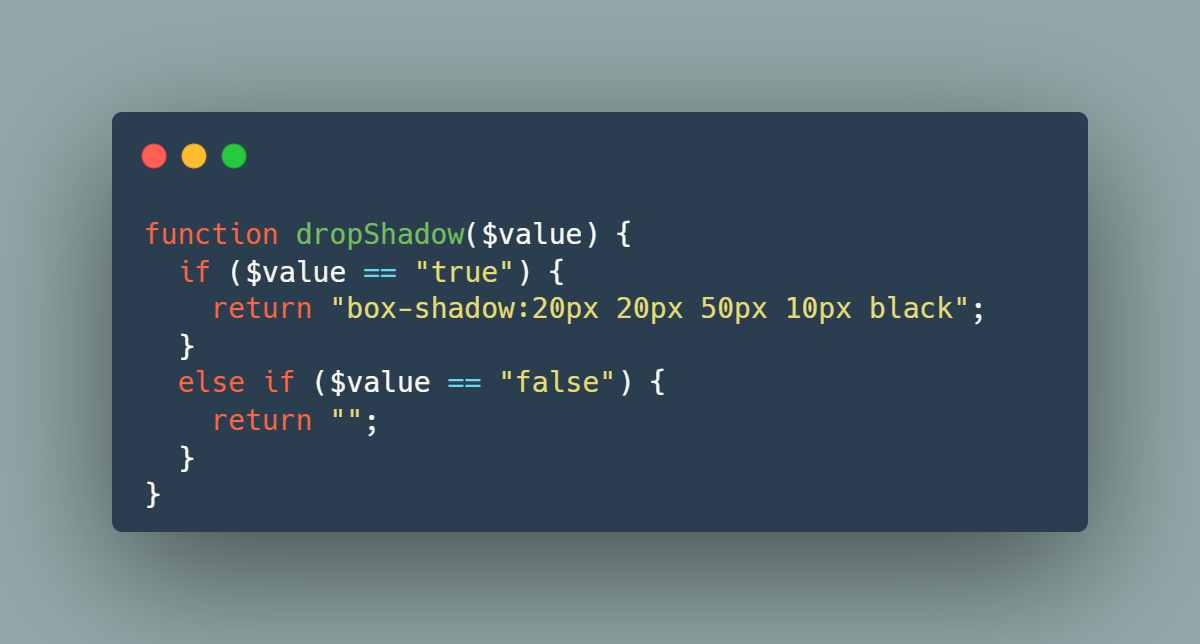 function dropShadow($value) {
  if ($value == "true") {
    return "box-shadow:20px 20px 50px 10px black";
  }
  else if ($value == "false") {
    return "";
  }
}